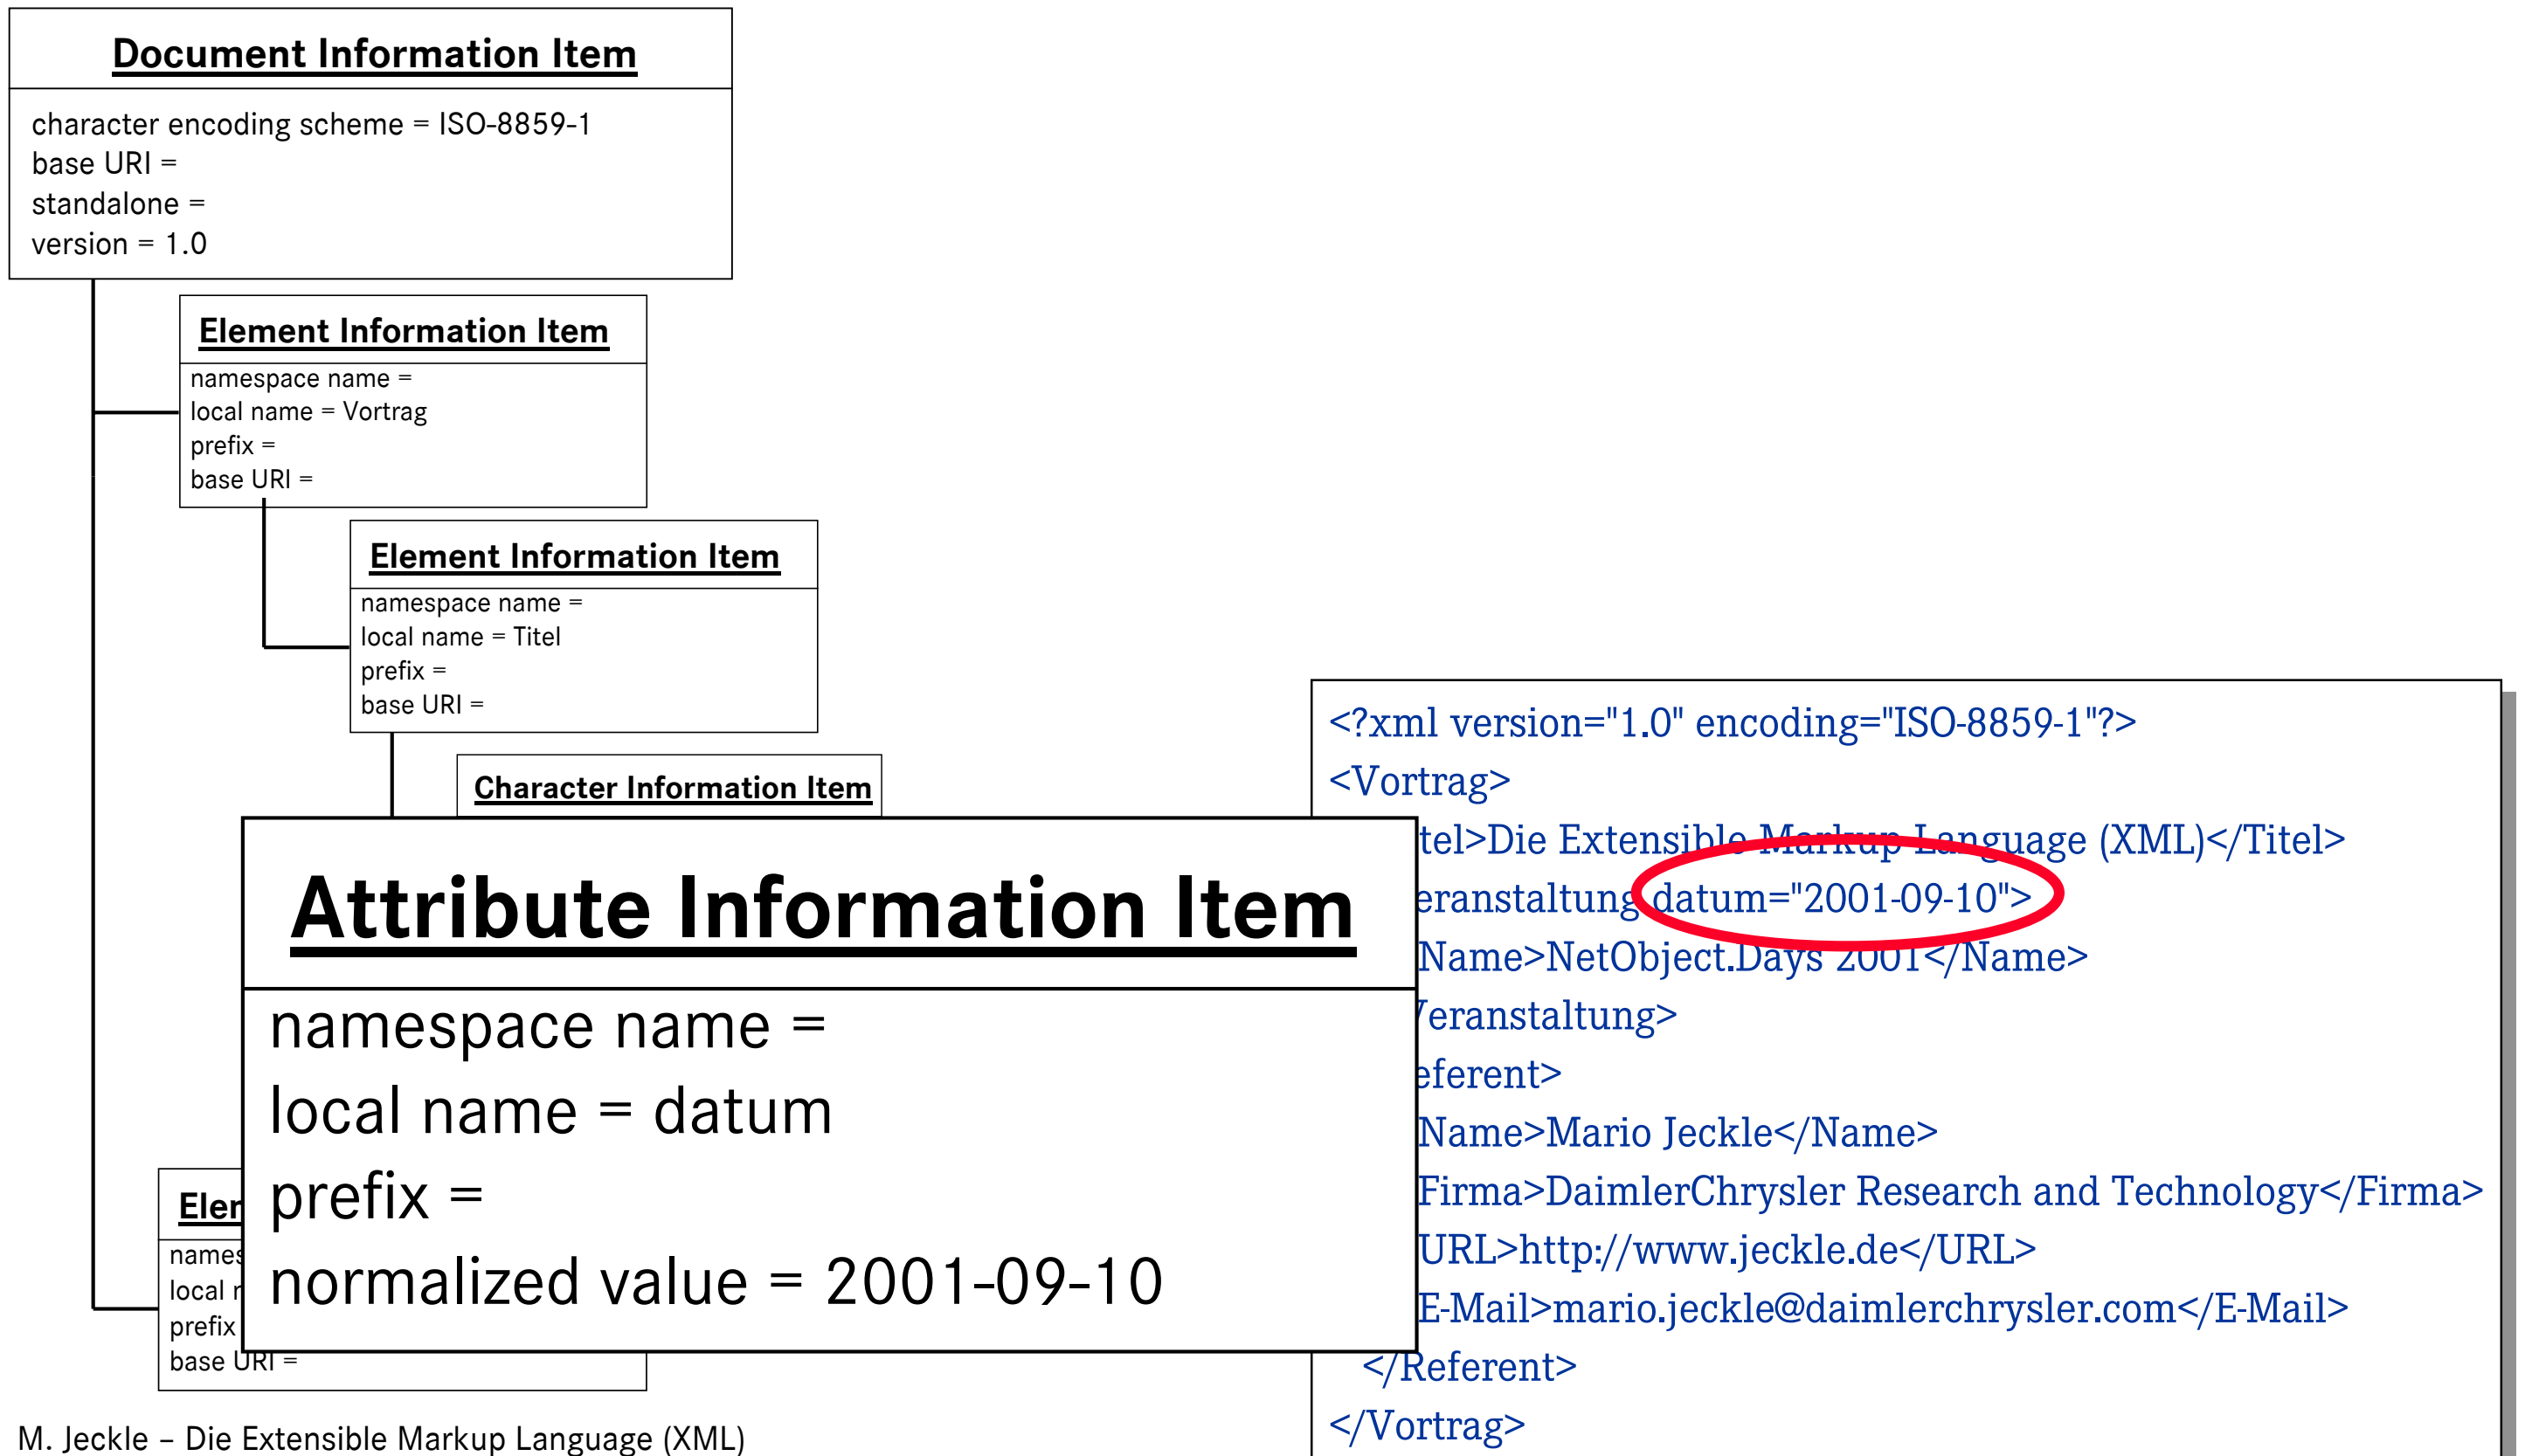 Document Information Item
character encoding scheme = ISO-8859-1
base URI =
standalone =
version = 1.0
Element Information Item
namespace name =
local name = Vortrag
prefix =
base URI =
Element Information Item
namespace name =
local name = Titel
prefix =
base URI =
Character Information Item
Attribute Information Item
namespace name =
local name = datum
prefix =
normalized value = 2001-09-10
local
prefix
base URI =
<?xml version="1.0" encoding="ISO-8859-1"?>
<Vortrag>
tel>Die Extensible Markup Language (XML)</Titel>
eranstaltung datum="2001-09-10">
Name>NetObject.Days 2001</Name>
eranstaltung>
eferent>
Name>Mario Jeckle</Name>
Firma>DaimlerChrysler Research and Technology</Firma>
URL>http://www.jeckle.de</URL>
E-Mail>mario.jeckle@daimlerchrysler.com</E-Mail>
</Referent>
</Vortrag>
M. Jeckle – Die Extensible Markup Language (XML)